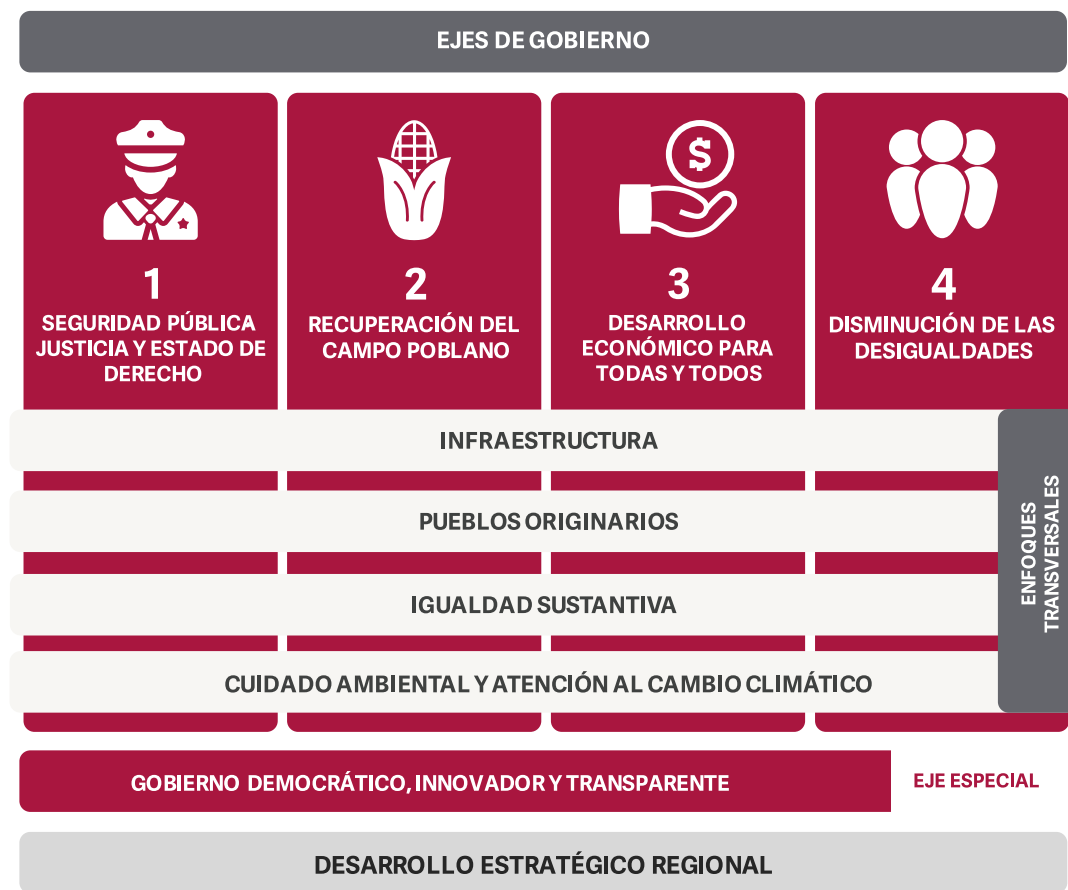 EJES DE GOBIERNO
$
1
SEGURIDAD PÚBLICA
JUSTICIA Y ESTADO DE
DERECHO
2
RECUPERACIÓN DEL
CAMPO POBLANO
3
DESARROLLO
ECONÓMICO PARA
TODAS Y TODOS
4
DISMINUCIÓN DE LAS
DESIGUALDADES
INFRAESTRUCTURA
PUEBLOS ORIGINARIOS
IGUALDAD SUSTANTIVA
CUIDADO AMBIENTAL Y ATENCIÓN AL CAMBIO CLIMÁTICO
ENFOQUES
TRANSVERSALES
GOBIERNO DEMOCRÁTICO, INNOVADOR Y TRANSPARENTE
EJE ESPECIAL
DESARROLLO ESTRATÉGICO REGIONAL